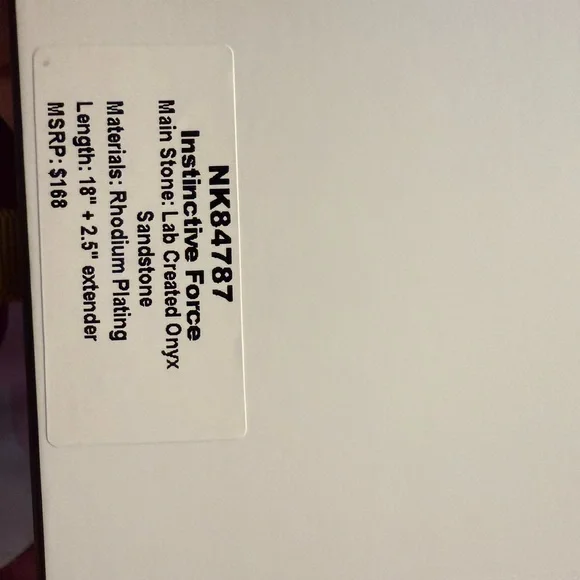 NK84787
Instinctive Force
Main Stone: Lab Created Onyx
Sandstone
Materials: Rhodium Plating
Length: 18" + 2.5" extender
MSRP: $168